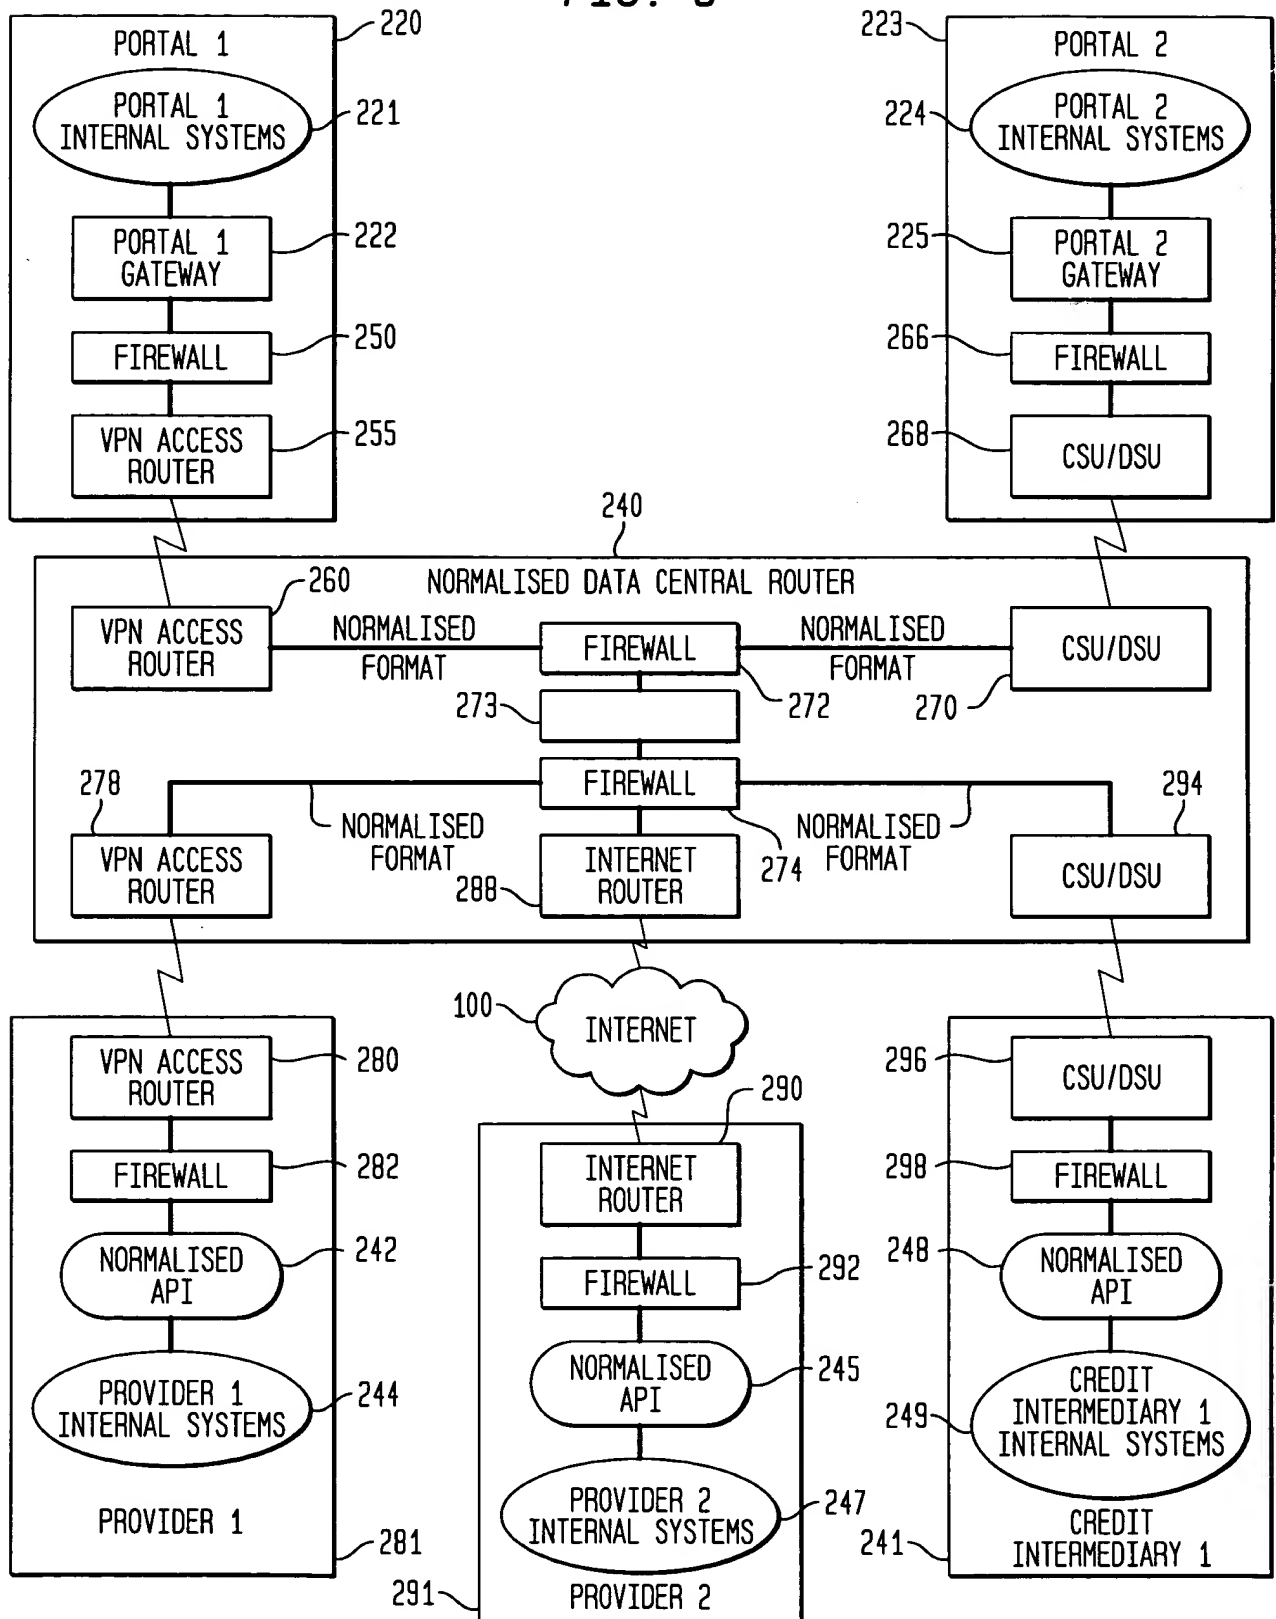 220
PORTAL 1
PORTAL 1
INTERNAL SYSTEMS
221
PORTAL 1
GATEWAY
222
FIREWALL
250
VPN ACCESS
ROUTER
255
223
PORTAL 2
PORTAL 2
INTERNAL SYSTEMS
224
PORTAL 2
GATEWAY
225
FIREWALL
266
CSU/DSU
268
240
NORMALISED DATA CENTRAL ROUTER
260
VPN ACCESS
ROUTER
NORMALISED
FORMAT
FIREWALL
272
NORMALISED
FORMAT
CSU/DSU
270
273
FIREWALL
274
278
VPN ACCESS
ROUTER
NORMALISED
FORMAT
INTERNET
ROUTER
288
NORMALISED
FORMAT
294
CSU/DSU
100
INTERNET
VPN ACCESS
ROUTER
280
FIREWALL
282
NORMALISED
API
242
PROVIDER 1
INTERNAL SYSTEMS
244
PROVIDER 1
281
290
INTERNET
ROUTER
FIREWALL
292
NORMALISED
API
245
PROVIDER 2
INTERNAL SYSTEMS
247
PROVIDER 2
291
296
CSU/DSU
298
FIREWALL
248
NORMALISED
API
249
CREDIT
INTERMEDIARY 1
INTERNAL SYSTEMS
241
CREDIT
INTERMEDIARY 1